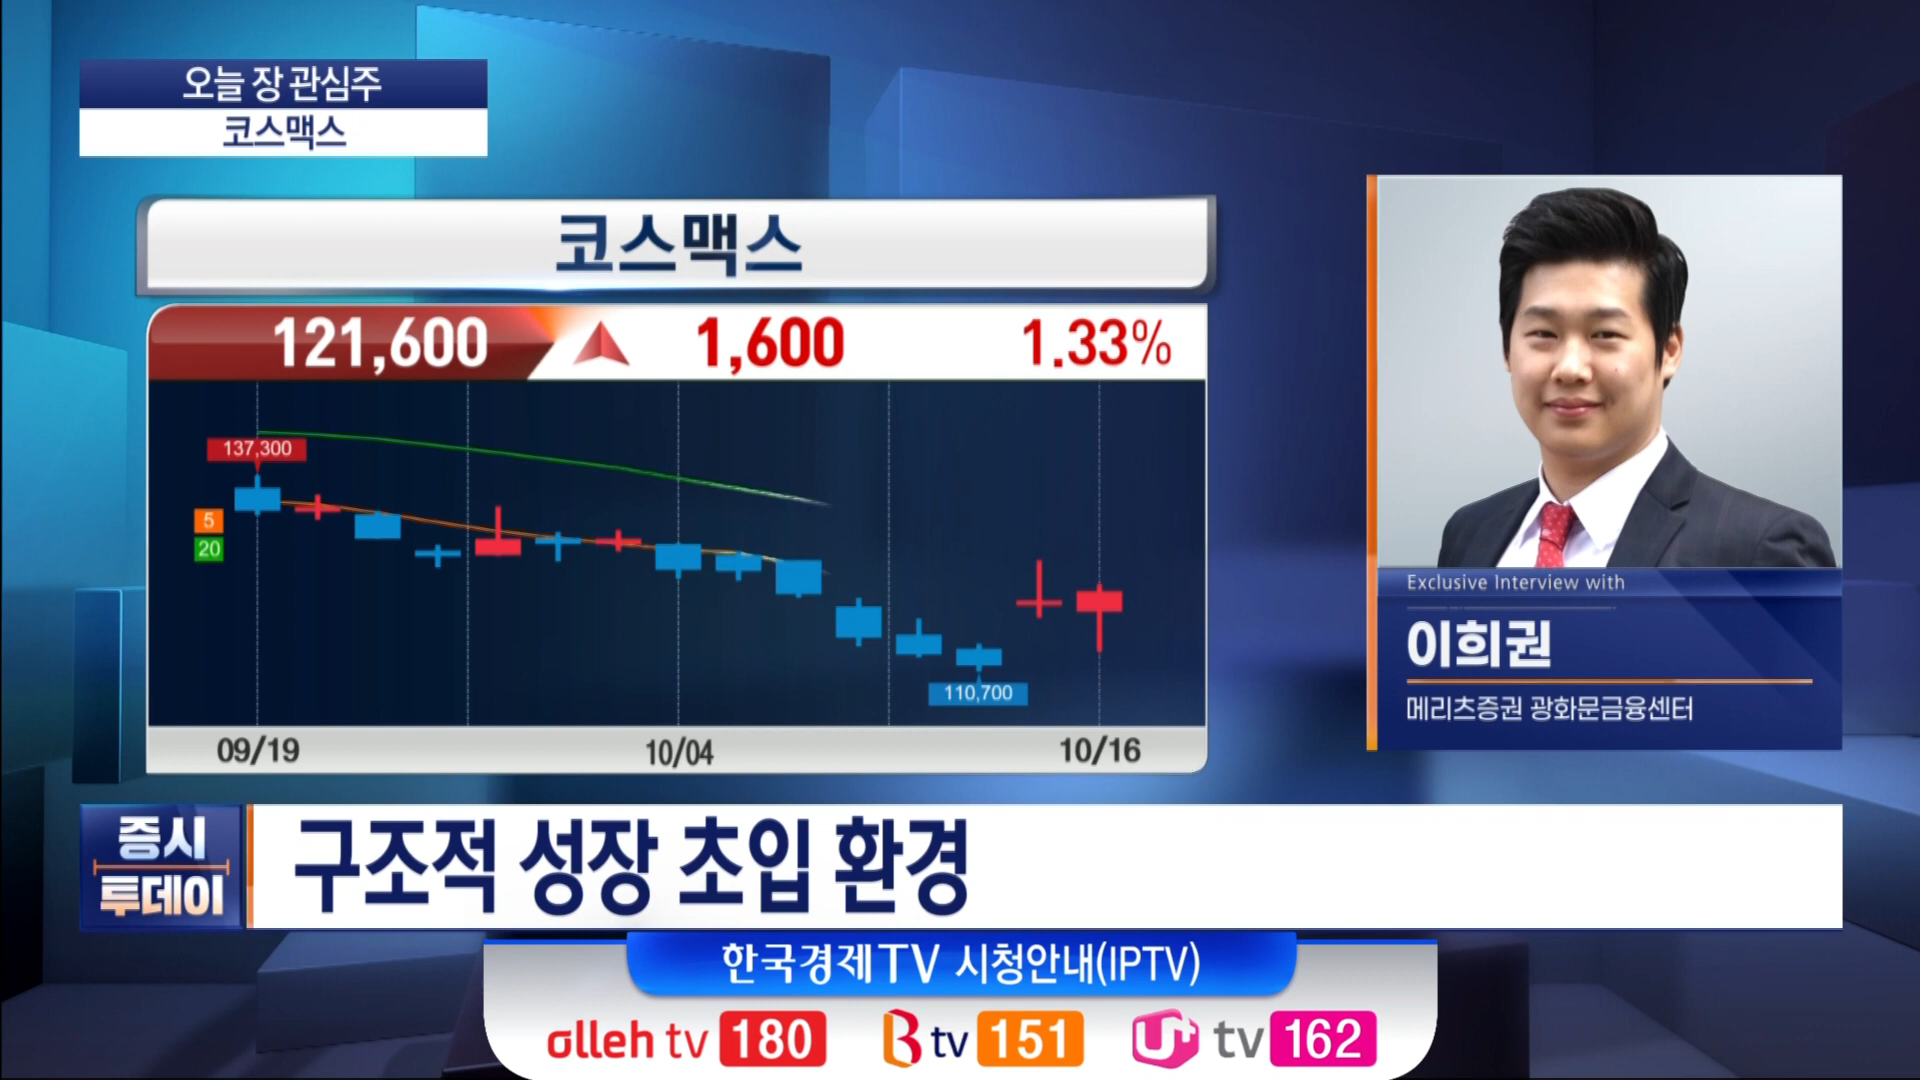 오늘 장 관심주
코스맥스
코스맥스
121,600 1,600 1.33%
137,300
5
20
110,700
09/19 10/04 10/16
Exclusive Interview with
이희권
메리츠증권 광화문금융센터
증시
투데이
구조적 성장 초입 환경
한국경제TV 시청안내(IPTV)
olleh tv 180 B tv 151 U+ tv 162